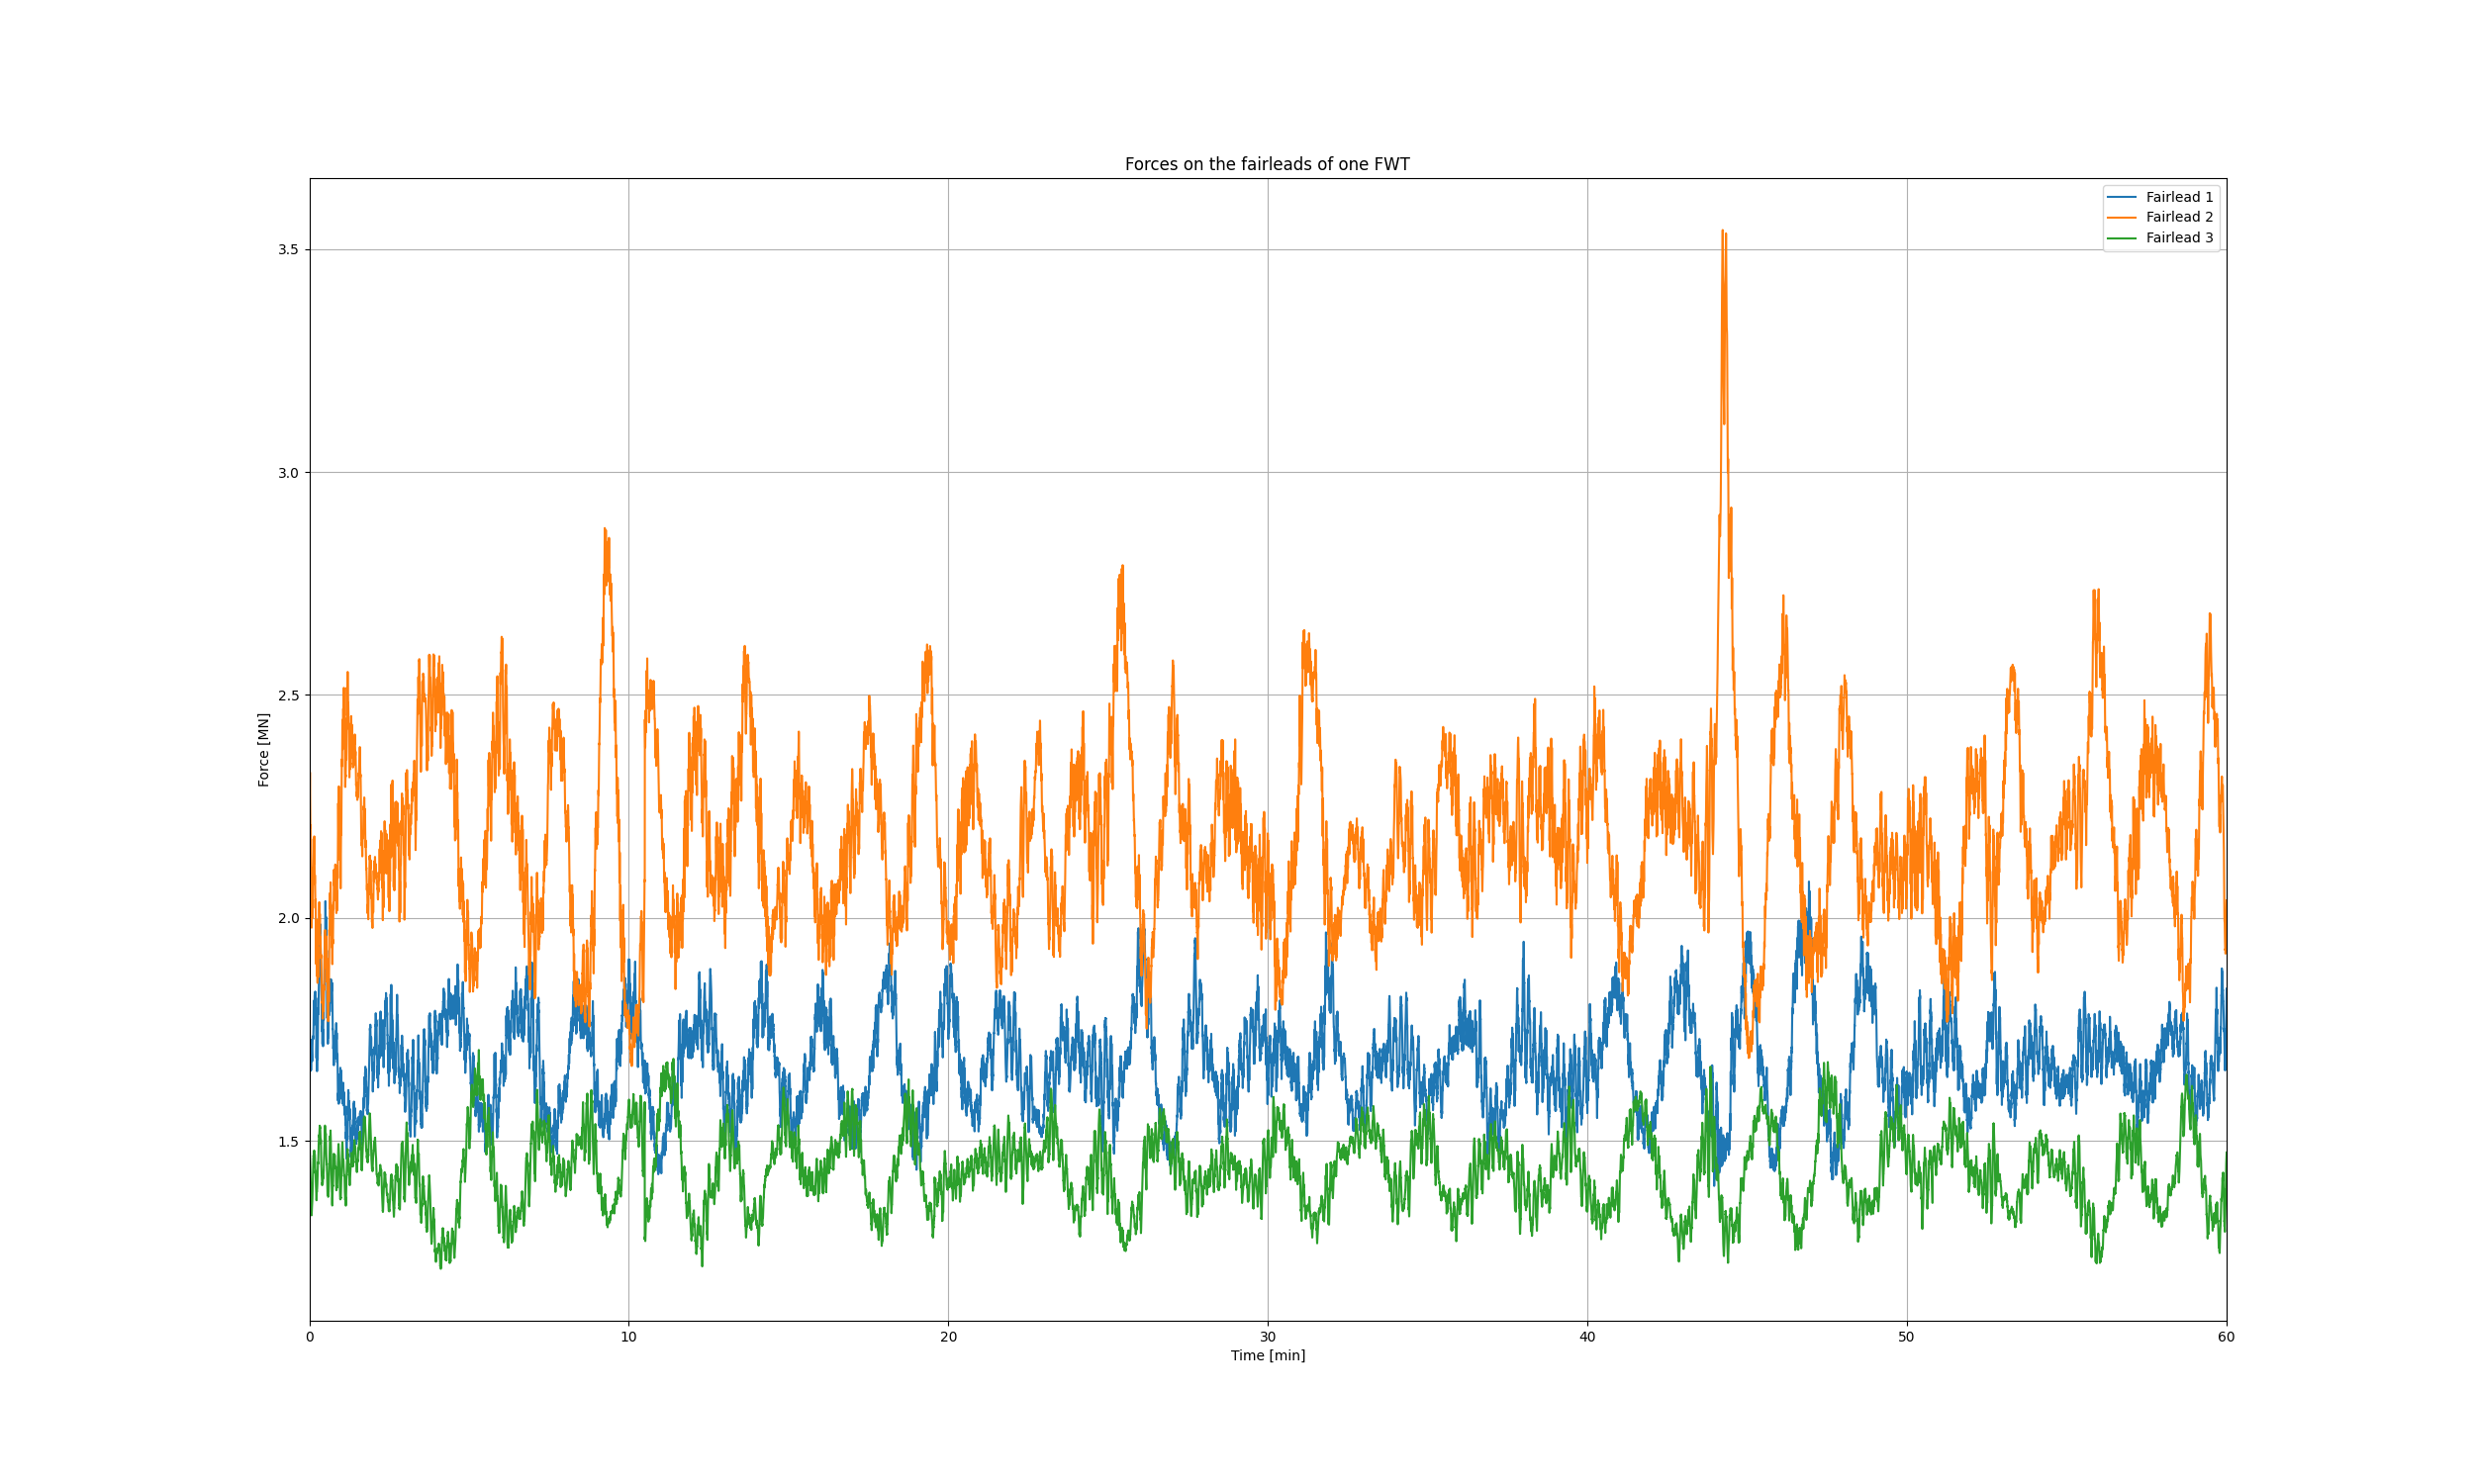 Forces on the fairleads of one FWT
Fairlead 1
Fairlead 2
Fairlead 3
3.5
3.0
2.5
2.0
1.5
Force [MN]
0 10 20 30 40 50 60
Time [min]